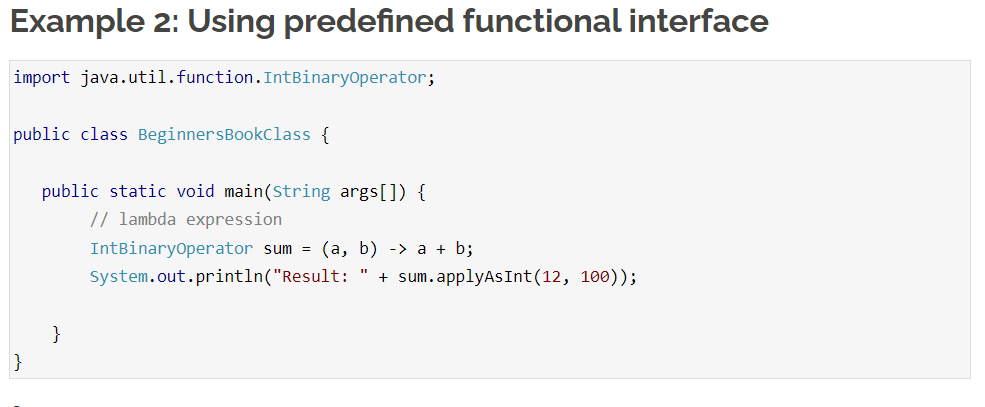 Example 2: Using predefined functional interface
import java.util.function.IntBinaryOperator;
public class BeginnersBookClass {
public static void main(String args[]) {
// lambda expression
IntBinaryOperator sum = (a, b) -> a + b;
System.out.println("Result: " + sum.applyAsInt(12, 100));
}
}